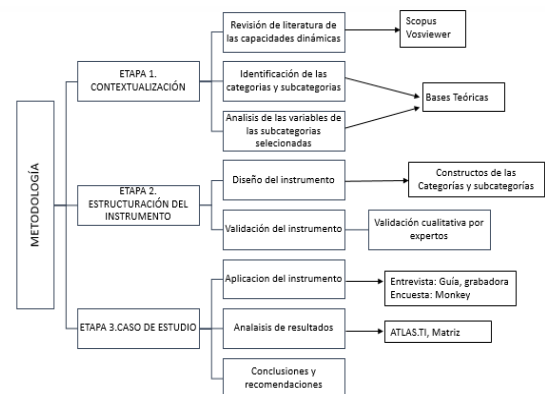 METODOLOGÍA
ETAPA 1.
CONTEXTUALIZACIÓN
Revisión de literatura de
las capacidades dinámicas
Scopus
Vosviewer
Identificación de las
categorias y subcategorias
Analisis de las variables de
las subcategorias
selecionadas
Bases Teóricas
ETAPA 2.
ESTRUCTURACIÓN DEL
INSTRUMENTO
Diseño del instrumento
Constructos de las
Categorías y subcategorías
Validación del instrumento
Validación cualitativa por
expertos
ETAPA 3.CASO DE ESTUDIO
Aplicacion del instrumento
Entrevista: Guía, grabadora
Encuesta: Monkey
Analaisis de resultados
ATLAS.TI, Matriz
Conclusiones y
recomendaciones